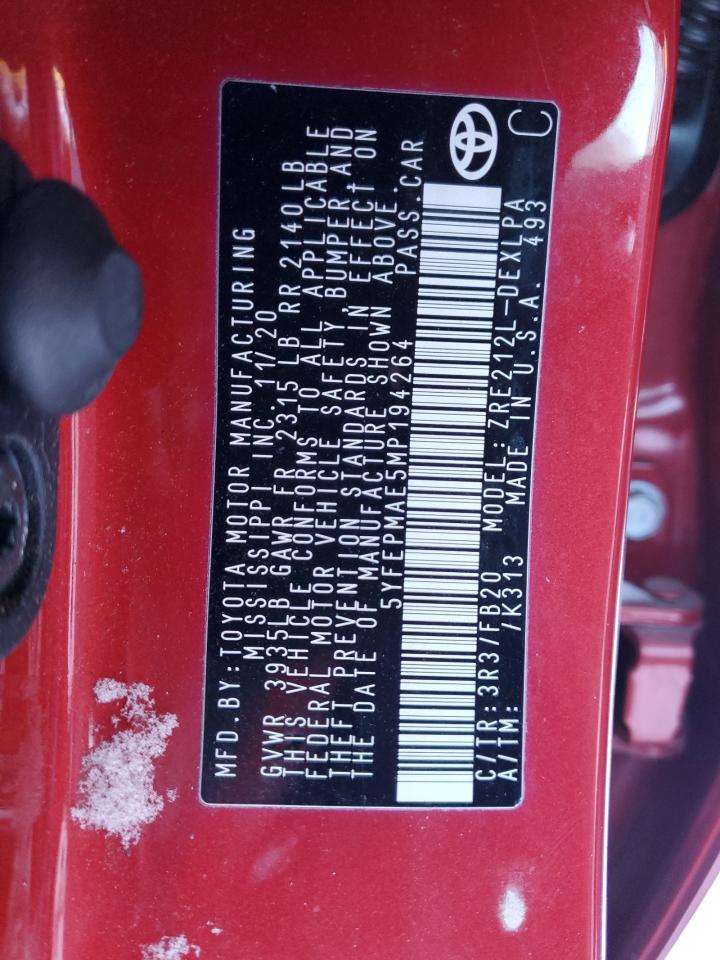 MFD.BY:TOYOTA MOTOR MANUFACTURING
MISSISSIPPI INC. 11/20
GVWR 3935LB GAWR FR 2315 LB RR 2140LB
THIS VEHICLE CONFORMS TO ALL APPLICABLE
FEDERAL MOTOR VEHICLE SAFETY, BUMPER, AND
THEFT PREVENTION STANDARDS IN EFFECT ON
THE DATE OF MANUFACTURE SHOWN ABOVE.
5YFEPMAE5MP194264 PASS.CAR
C/TR:3R3/FB20 MODEL:ZRE212L-DEXLPA
A/TM: /K313 MADE IN U.S.A. 493
C